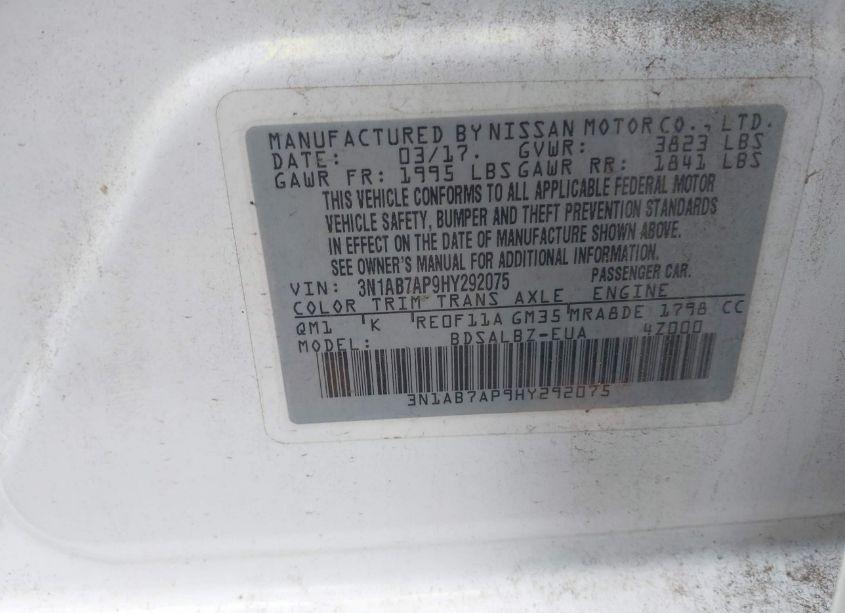 MANUFACTURED BY NISSAN MOTOR CO., LTD.
DATE: 03/17. GVWR: 3823 LBS
GAWR FR: 1995 LBS GAWR RR: 1841 LBS
THIS VEHICLE CONFORMS TO ALL APPLICABLE FEDERAL MOTOR
VEHICLE SAFETY, BUMPER AND THEFT PREVENTION STANDARDS
IN EFFECT ON THE DATE OF MANUFACTURE SHOWN ABOVE.
SEE OWNER'S MANUAL FOR ADDITIONAL INFORMATION.
VIN: 3N1AB7AP9HY292075 PASSENGER CAR.
COLOR TRIM TRANS AXLE ENGINE
QM1 K RE0F11A GM35 MRA8DE 1798 CC
MODEL: BDSALBZ-EUA 4Z000
3N1AB7AP9HY292075